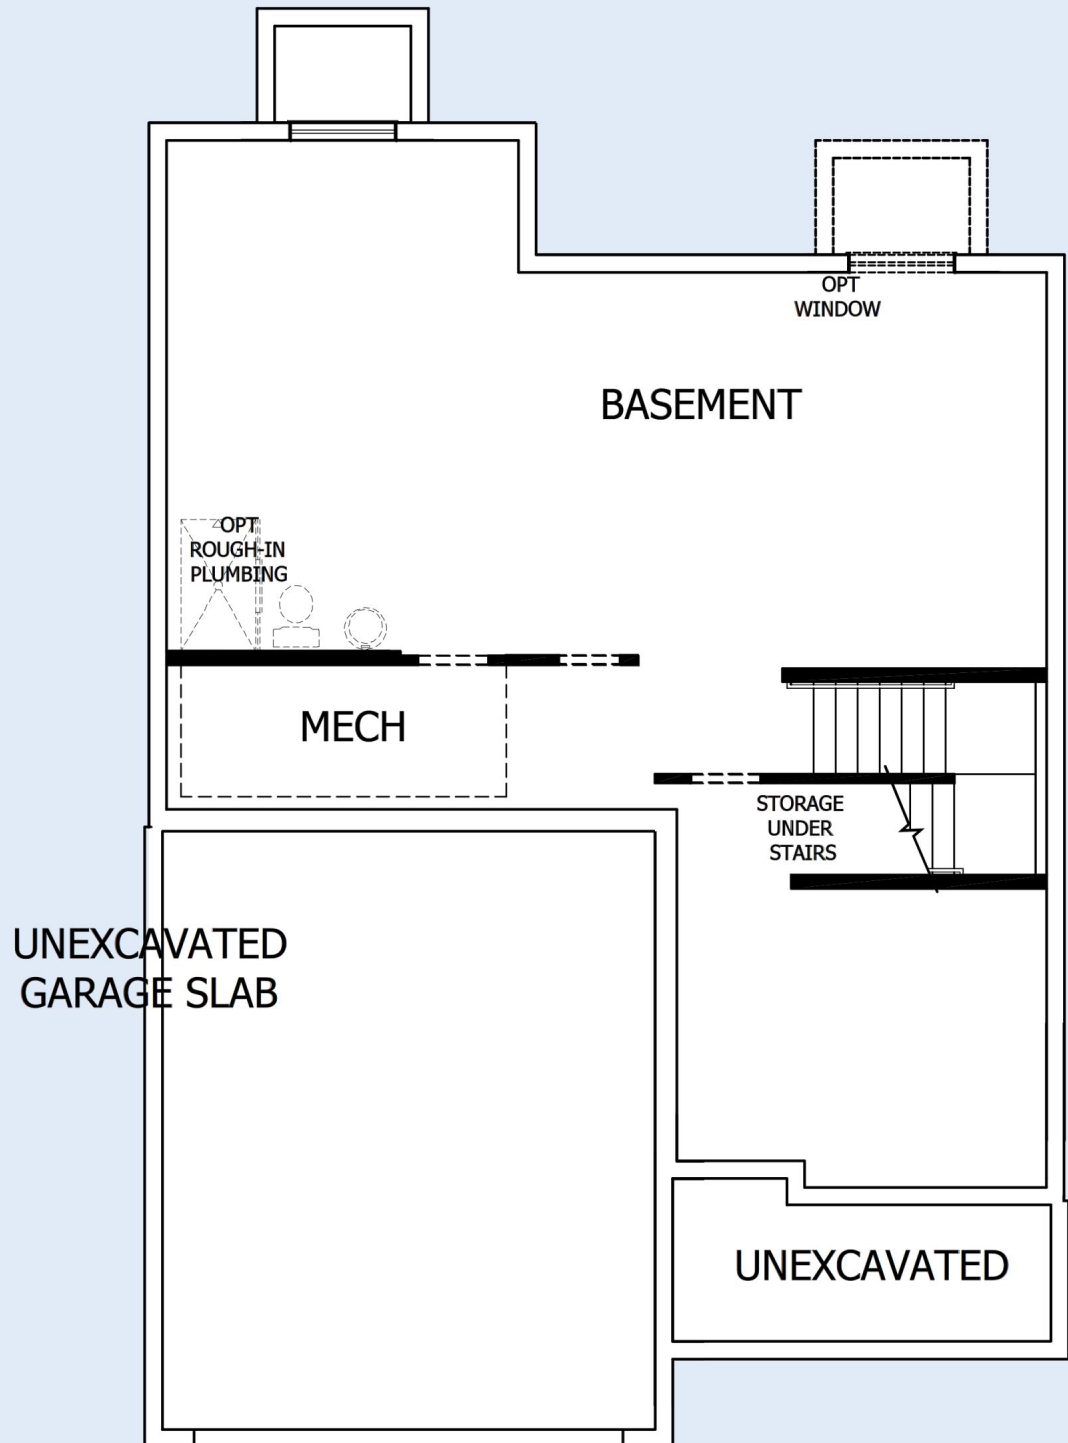 OPT
WINDOW
BASEMENT
OPT
ROUGH-IN
PLUMBING
MECH
STORAGE
UNDER
STAIRS
UNEXCAVATED
GARAGE SLAB
UNEXCAVATED